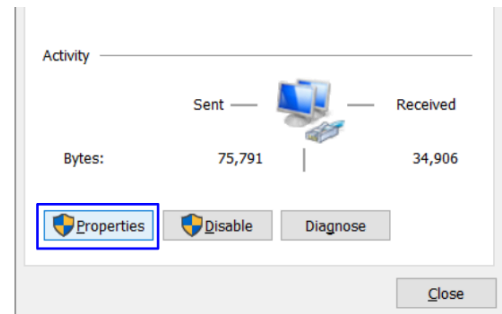 Activity
Sent
Received
Bytes:
75,791
34,906
Properties
Disable
Diagnose
Close